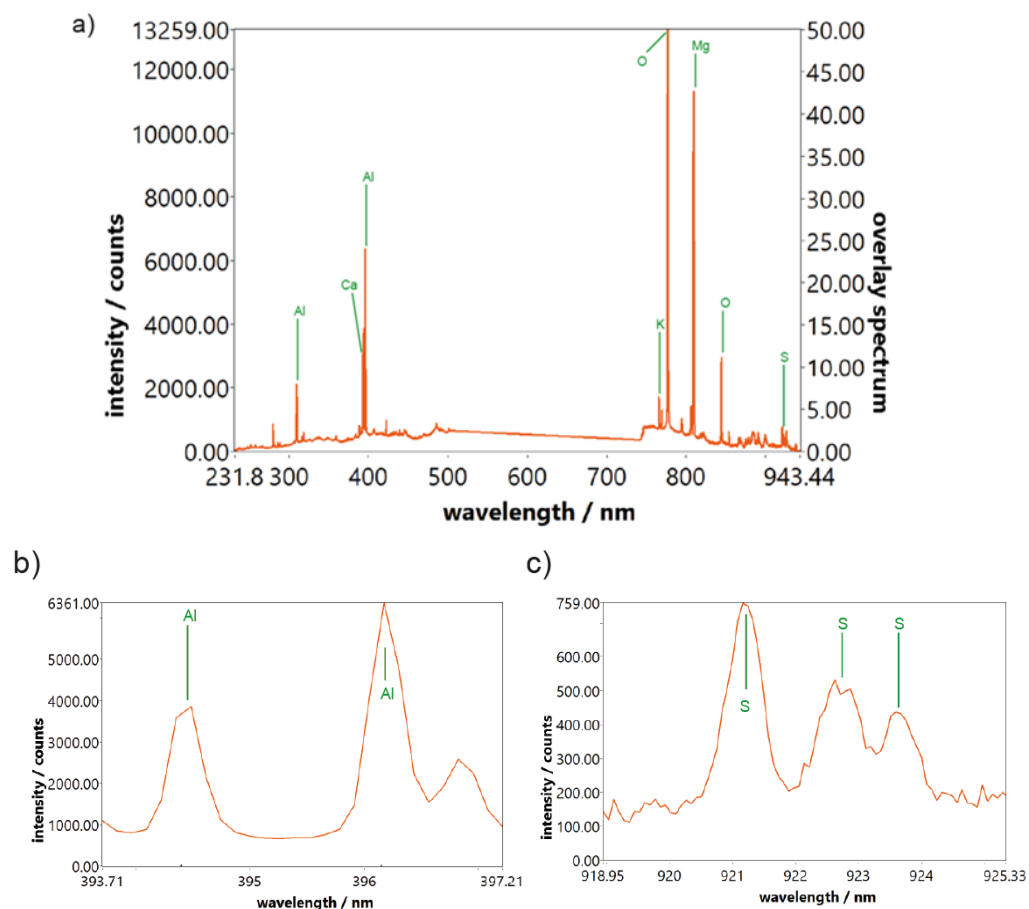 a)
13259.00
12000.00
10000.00
8000.00
6000.00
4000.00
2000.00
0.00
intensity / counts
50.00
45.00
40.00
35.00
30.00
25.00
20.00
15.00
10.00
5.00
0.00
overlay spectrum
Al
Ca
Al
O
Mg
K
O
S
231.8 300 400 500 600 700 800 943.44
wavelength / nm
b)
6361.00
5000.00
4000.00
3000.00
2000.00
1000.00
0.00
intensity / counts
Al
Al
393.71 395 396 397.21
wavelength / nm
c)
759.00
600.00
500.00
400.00
300.00
200.00
100.00
0.00
intensity / counts
S
S
S
918.95 920 921 922 923 924 925.33
wavelength / nm